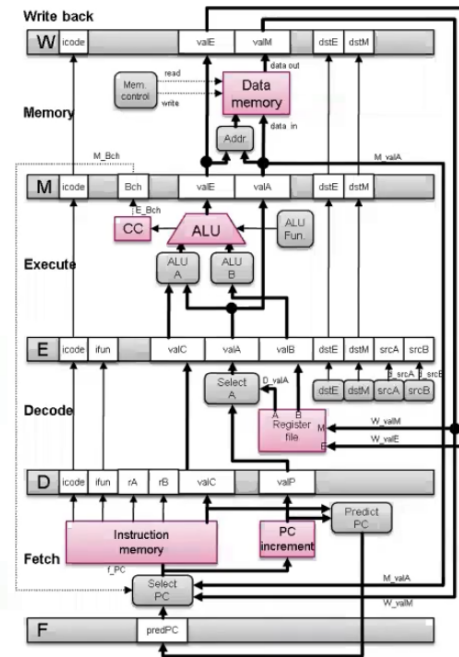 Write back
W icode valE valM dstE dstM
data out
read
Mem. control
write
Data memory
Memory
data in
Addr
M_Bch
M_valA
M icode Bch valE valA dstE dstM
E_Bch
CC
ALU
ALU Fun.
Execute
ALU A
ALU B
E icode ifun valC valA valB dstE dstM srcA srcB
d_srcA d_srcB
Select A
D_valA
dstE dstM srcA srcB
Decode
A B
Register file
M
W_valM
E
W_valE
D icode ifun rA rB valC valP
Predict PC
Instruction memory
PC increment
Fetch
f_PC
M_valA
Select PC
W_valM
F predPC